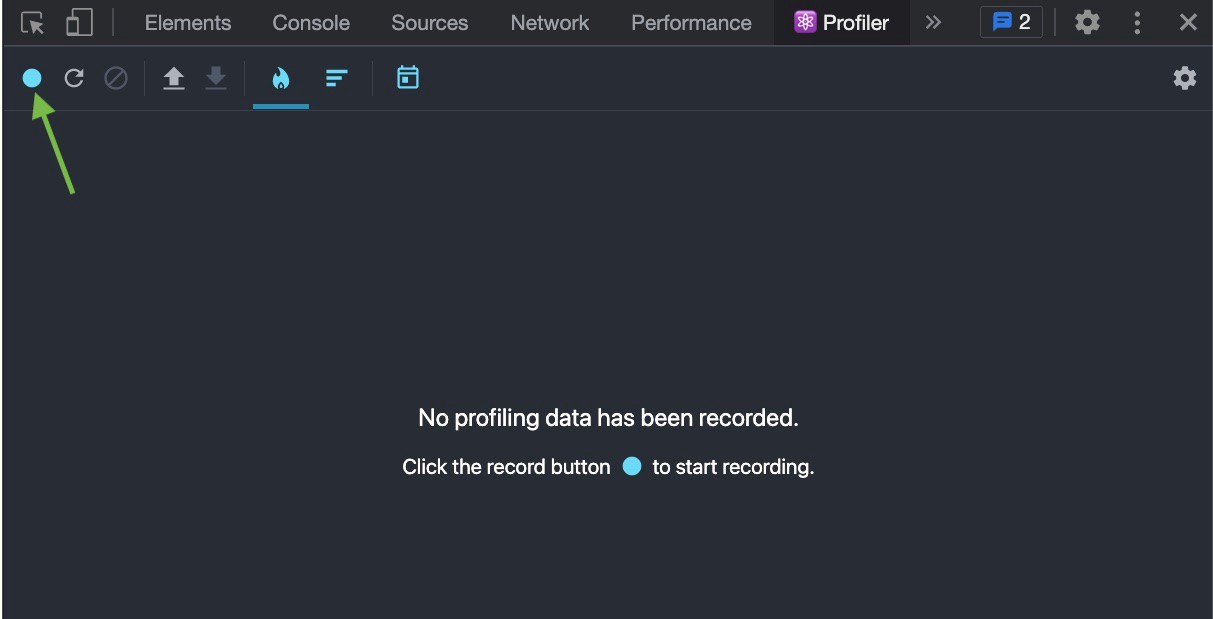 Elements Console Sources Network Performance Profiler 2
No profiling data has been recorded.
Click the record button to start recording.